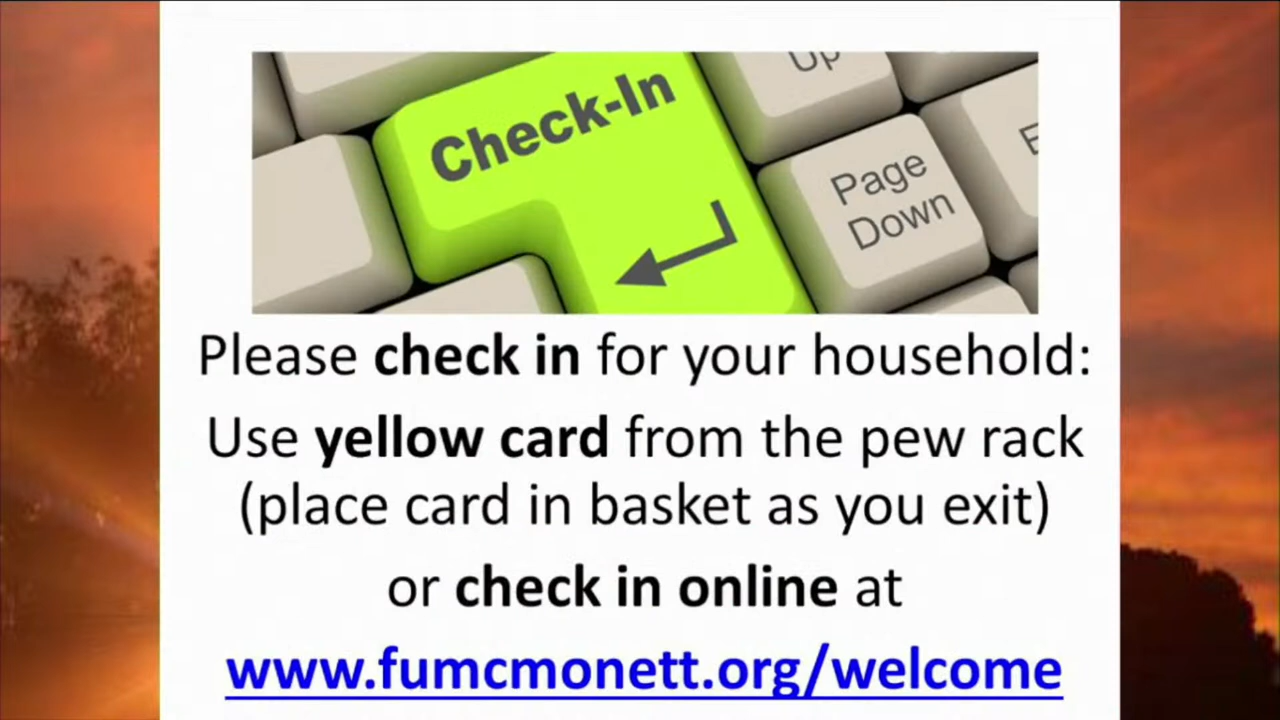 Check-In
Up
Page
Down
Please check in for your household:
Use yellow card from the pew rack
(place card in basket as you exit)
or check in online at
www.fumcmonett.org/welcome